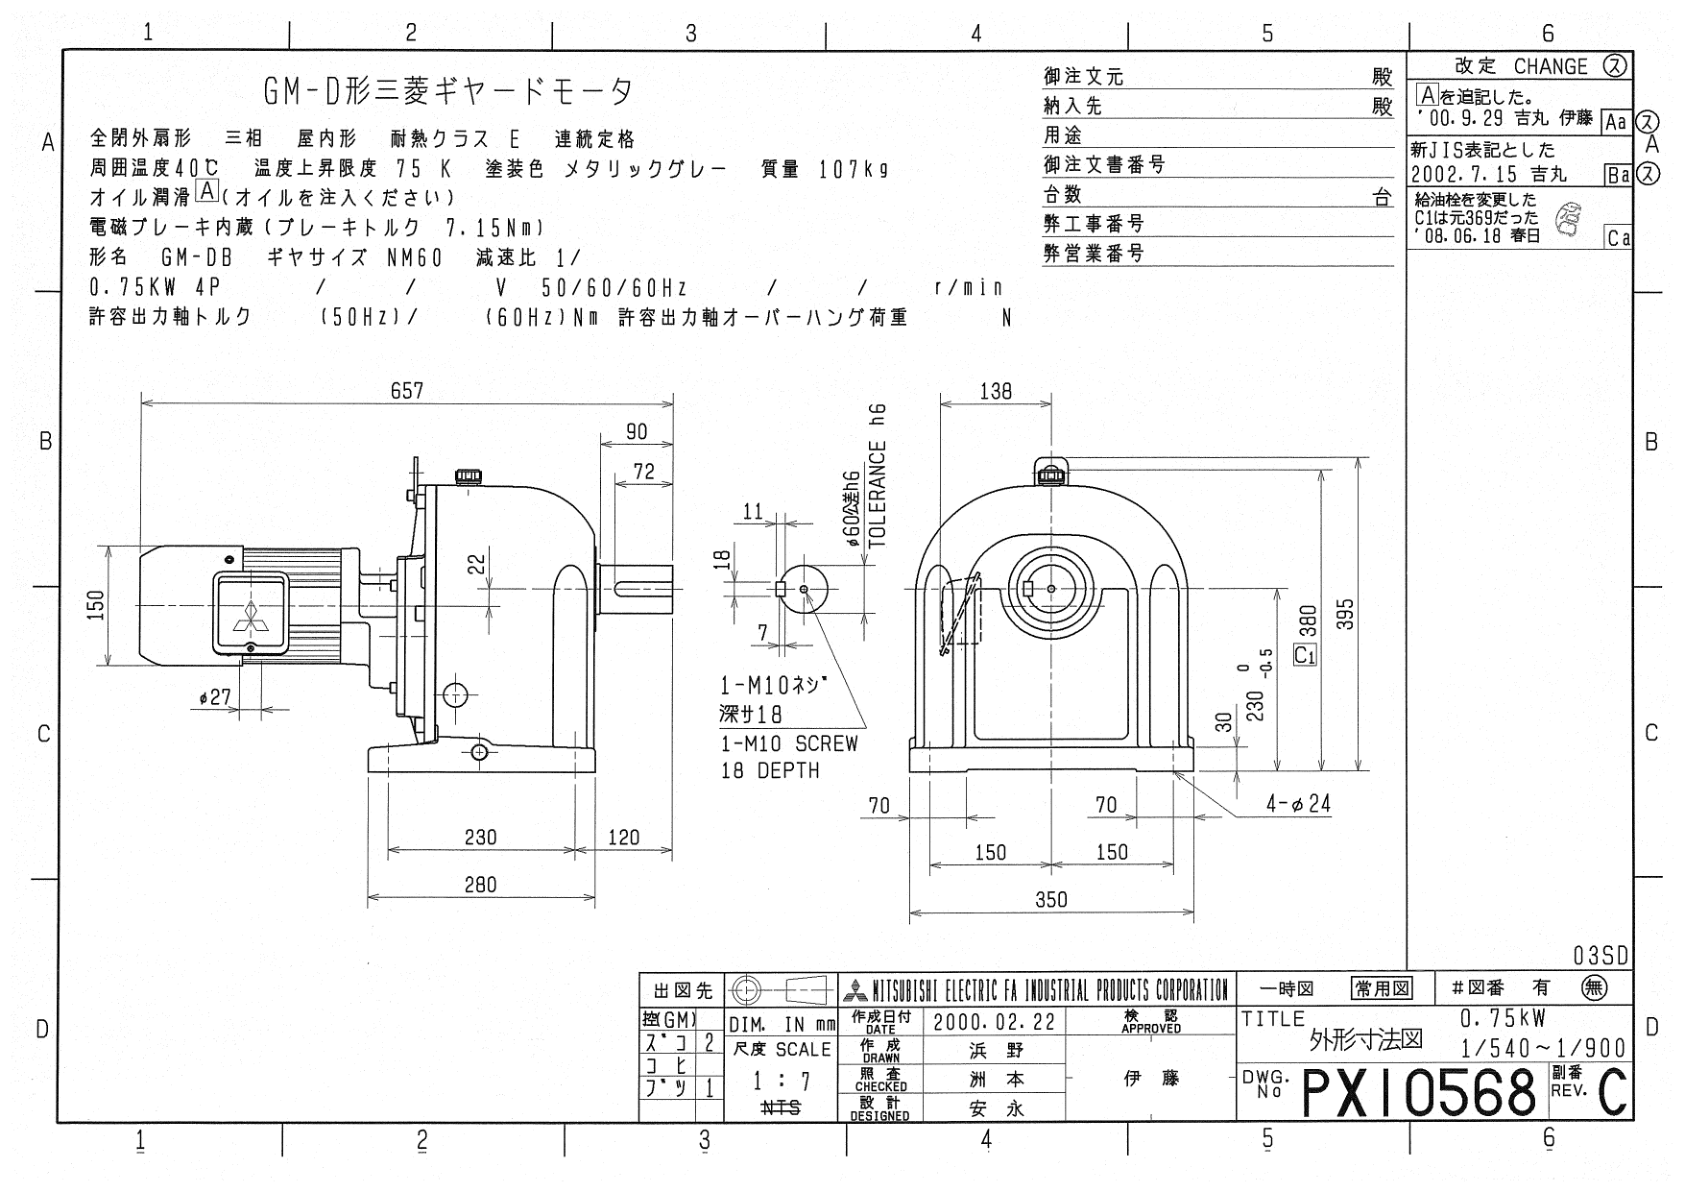 1 2 3 4 5 6
A
B
C
D
GM-D形三菱ギヤードモータ
全閉外扇形 三相 屋内形 耐熱クラス E 連続定格
周囲温度40℃ 温度上昇限度 75 K 塗装色 メタリックグレー 質量 107kg
オイル潤滑 A (オイルを注入ください)
電磁ブレーキ内蔵(ブレーキトルク 7.15Nm)
形名 GM-DB ギヤサイズ NM60 減速比 1/
0.75KW 4P / / V 50/60/60Hz / / r/min
許容出力軸トルク (50Hz)/ (60Hz)Nm 許容出力軸オーバーハング荷重 N
御注文元 殿
納入先 殿
用途
御注文書番号
台数 台
弊工事番号
弊営業番号
改定 CHANGE ス
Aを追記した。
'00.9.29 吉丸 伊藤 Aa ス
新JIS表記とした
2002.7.15 吉丸 Ba ス
給油栓を変更した
C1は元369だった
'08.06.18 春日 Ca
A
B
C
D
657
90
72
22
150
φ27
230
120
280
11
18
7
φ60公差h6
TOLERANCE h6
1-M10ネジ
深サ18
1-M10 SCREW
18 DEPTH
138
395
C1 380
230 0 -0.5
30
70
70
4-φ24
150
150
350
03SD
出図先
控(GM)
ズコ 2
コヒ
ブツ 1
DIM. IN mm
尺度 SCALE
1 : 7
NTS
MITSUBISHI ELECTRIC FA INDUSTRIAL PRODUCTS CORPORATION
作成日付 DATE 2000.02.22
作成 DRAWN 浜野
照査 CHECKED 洲本
設計 DESIGNED 安永
検認 APPROVED
伊藤
一時図 常用図 #図番 有 無
TITLE 0.75KW
外形寸法図 1/540~1/900
DWG. No PX10568 副番 REV. C
1 2 3 4 5 6